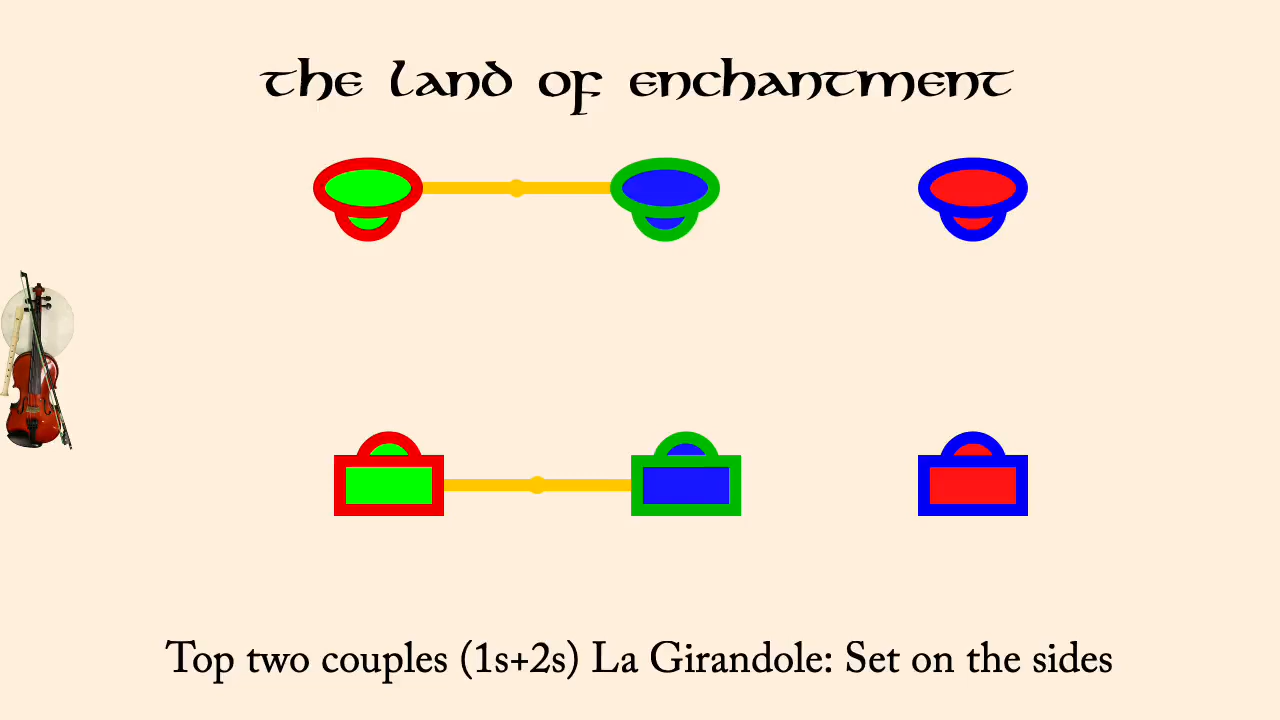 the land of enchantment
Top two couples (1s+2s) La Girandole: Set on the sides